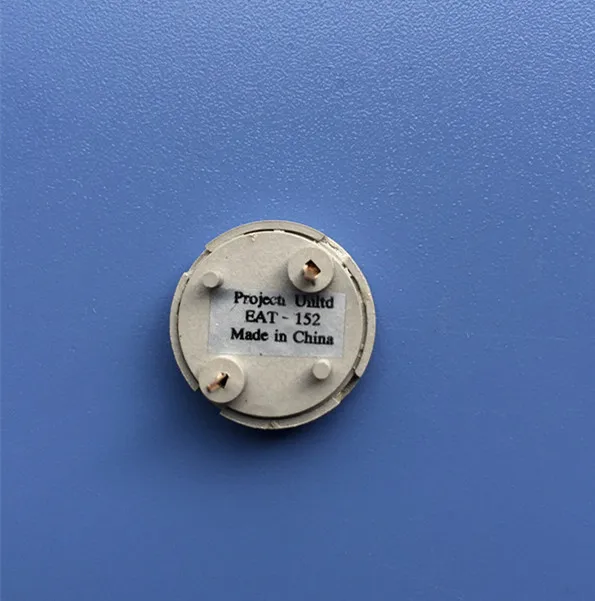 Projects Unltd
EAT - 152
Made in China